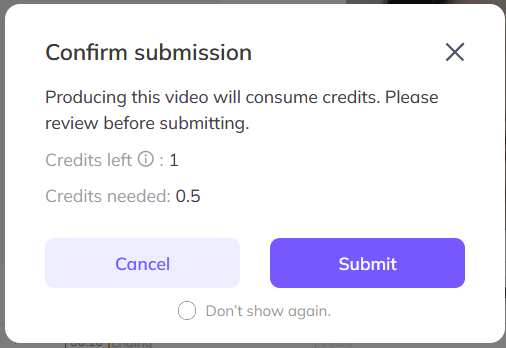 Confirm submission
Producing this video will consume credits. Please
review before submitting.
Credits left : 1
Credits needed: 0.5
Cancel
Submit
Don't show again.
Ending